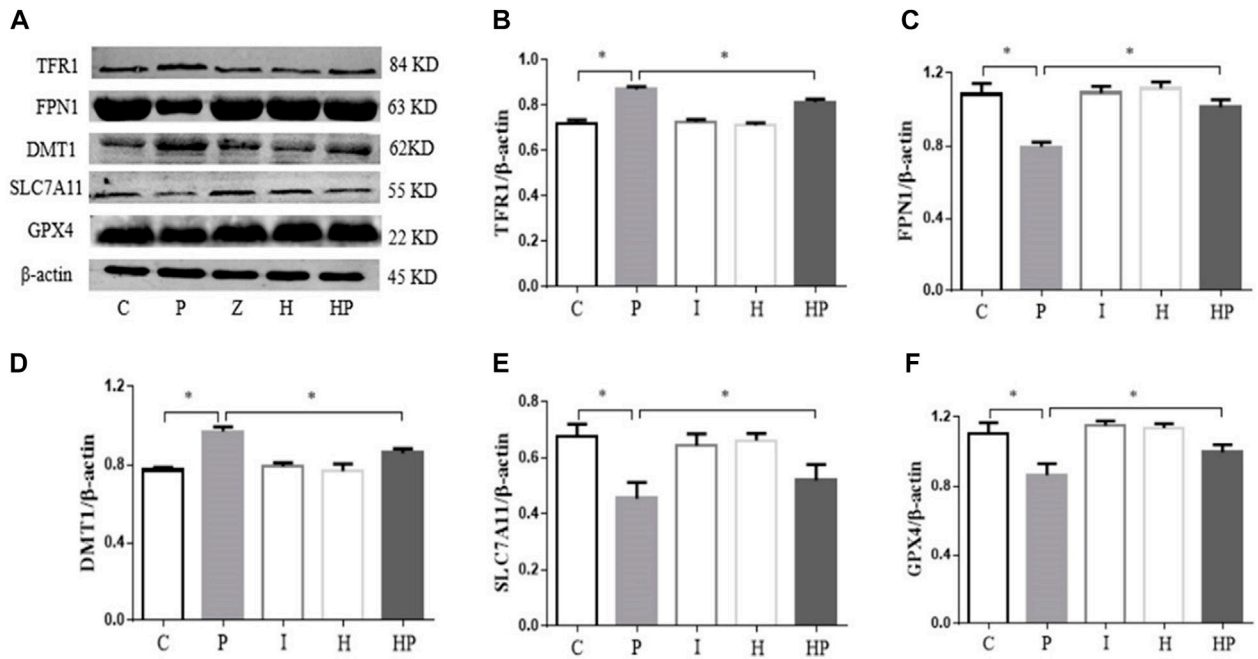 A
TFR1 84 KD
FPN1 63 KD
DMT1 62KD
SLC7A11 55 KD
GPX4 22 KD
β-actin 45 KD
C P Z H HP
B
TFR1/β-actin
1.0
0.8
0.6
0.4
0.2
0.0
* *
C P I H HP
C
FPN1/β-actin
1.2
0.8
0.4
0.0
* *
C P I H HP
D
DMT1/β-actin
1.2
0.8
0.4
0.0
* *
C P I H HP
E
SLC7A11/β-actin
0.8
0.6
0.4
0.2
0.0
* *
C P I H HP
F
GPX4/β-actin
1.2
0.8
0.4
0.0
* *
C P I H HP